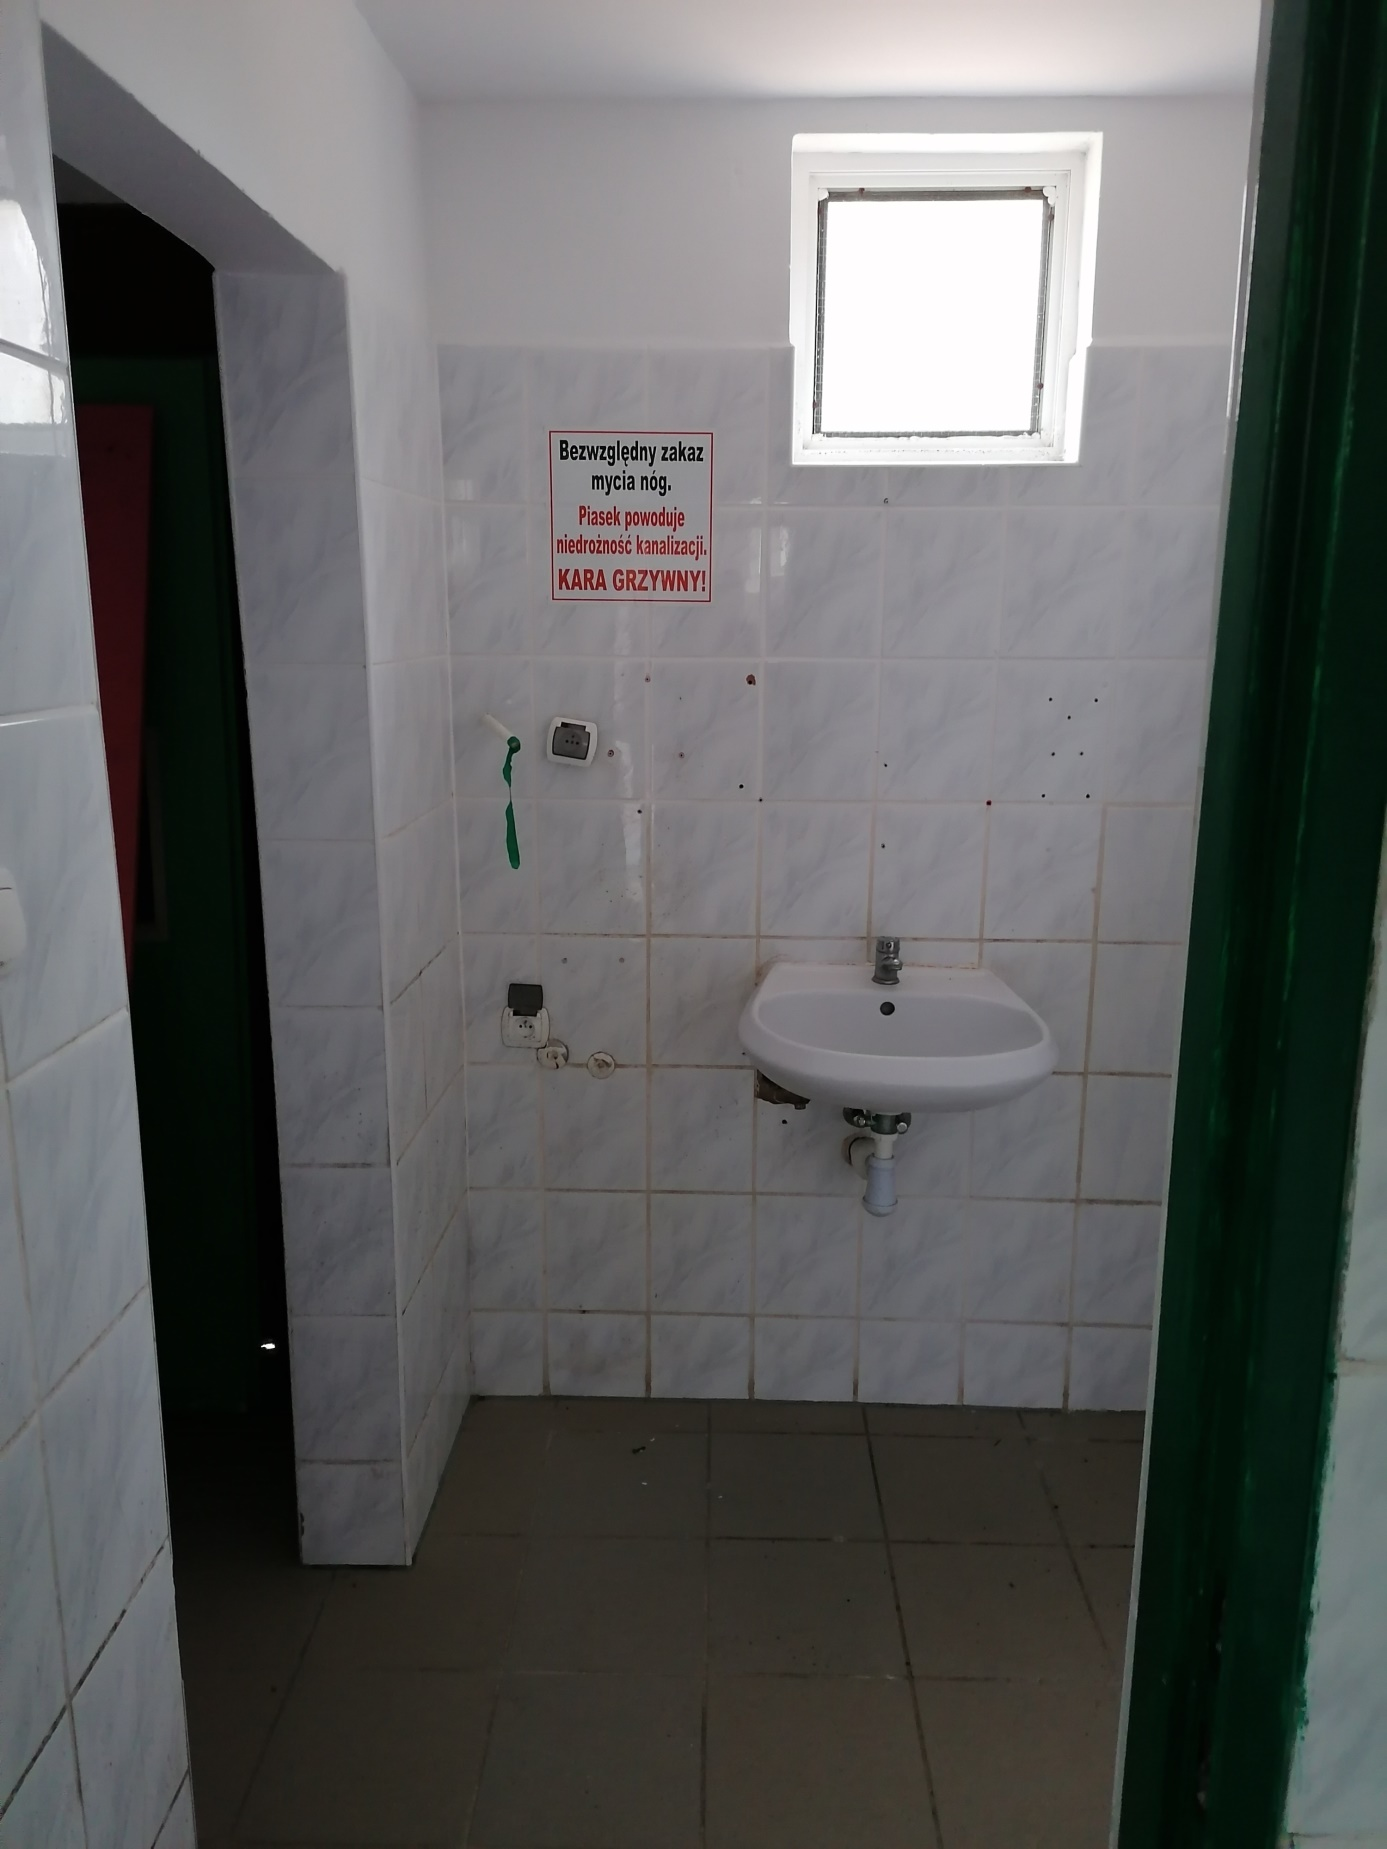 Bezwzględny zakaz
mycia nóg.
Piasek powoduje
niedrożność kanalizacji.
KARA GRZYWNY!